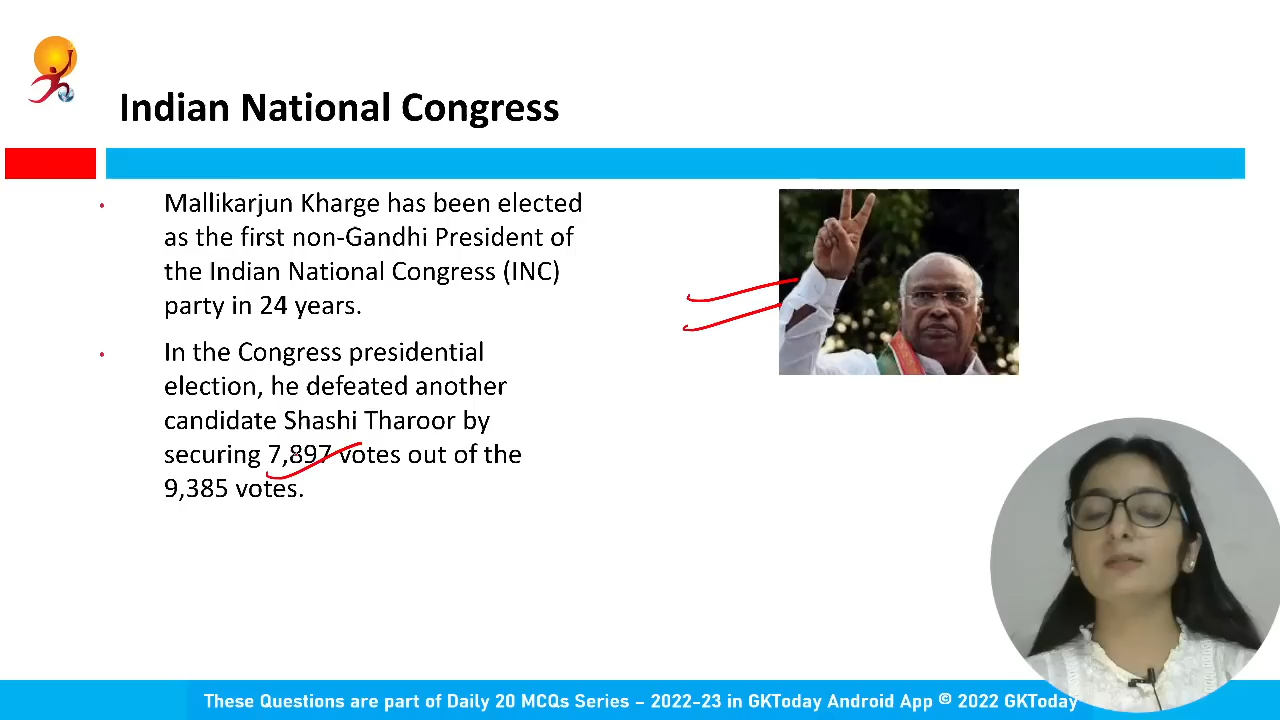 Indian National Congress
Mallikarjun Kharge has been elected
as the first non-Gandhi President of
the Indian National Congress (INC)
party in 24 years.
In the Congress presidential
election, he defeated another
candidate Shashi Tharoor by
securing 7,897 votes out of the
9,385 votes.
These Questions are part of Daily 20 MCQs Series – 2022-23 in GKToday Android App © 2022 GKToday